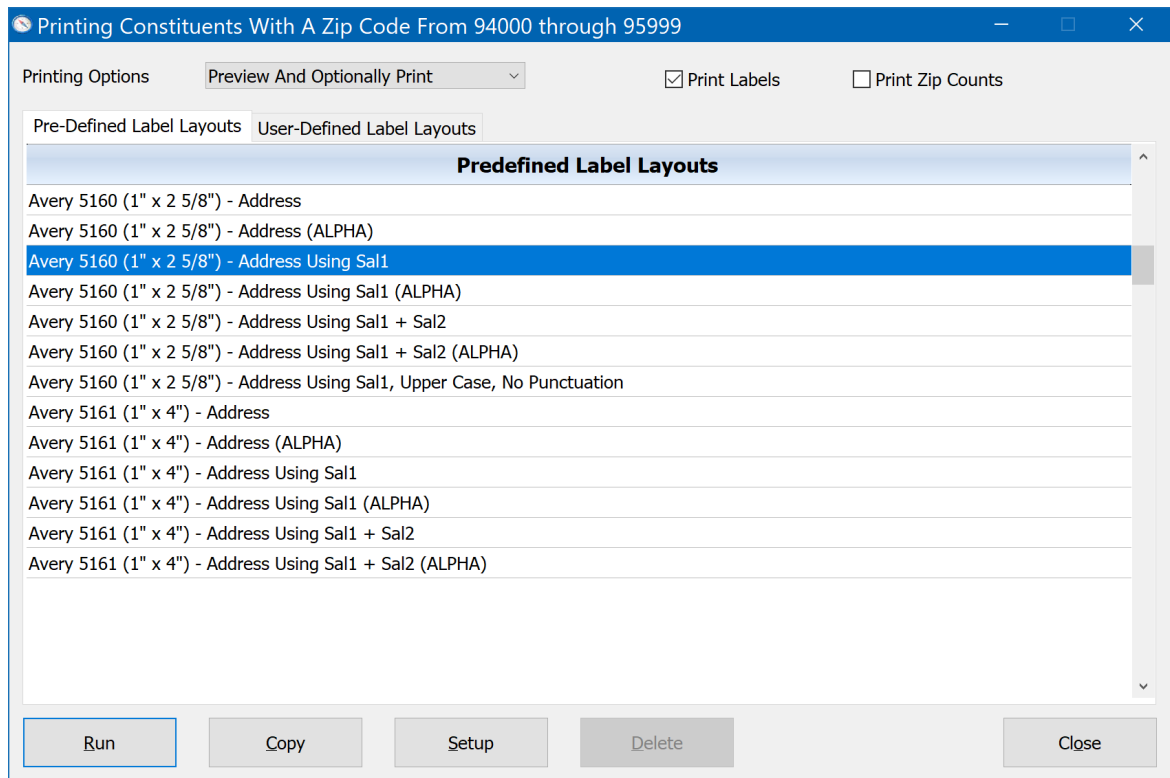 Printing Constituents With A Zip Code From 94000 through 95999
Printing Options Preview And Optionally Print Print Labels Print Zip Counts
Pre-Defined Label Layouts User-Defined Label Layouts
Predefined Label Layouts
Avery 5160 (1" x 2 5/8") - Address
Avery 5160 (1" x 2 5/8") - Address (ALPHA)
Avery 5160 (1" x 2 5/8") - Address Using Sal1
Avery 5160 (1" x 2 5/8") - Address Using Sal1 (ALPHA)
Avery 5160 (1" x 2 5/8") - Address Using Sal1 + Sal2
Avery 5160 (1" x 2 5/8") - Address Using Sal1 + Sal2 (ALPHA)
Avery 5160 (1" x 2 5/8") - Address Using Sal1, Upper Case, No Punctuation
Avery 5161 (1" x 4") - Address
Avery 5161 (1" x 4") - Address (ALPHA)
Avery 5161 (1" x 4") - Address Using Sal1
Avery 5161 (1" x 4") - Address Using Sal1 (ALPHA)
Avery 5161 (1" x 4") - Address Using Sal1 + Sal2
Avery 5161 (1" x 4") - Address Using Sal1 + Sal2 (ALPHA)
Run Copy Setup Delete Close